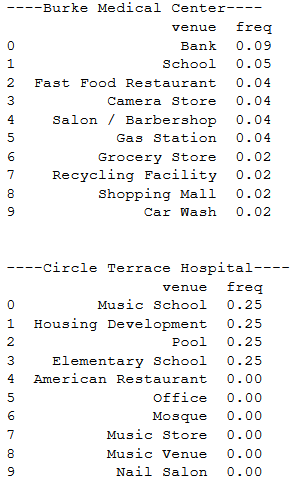 ----Burke Medical Center----
venue freq
0 Bank 0.09
1 School 0.05
2 Fast Food Restaurant 0.04
3 Camera Store 0.04
4 Salon / Barbershop 0.04
5 Gas Station 0.04
6 Grocery Store 0.02
7 Recycling Facility 0.02
8 Shopping Mall 0.02
9 Car Wash 0.02
----Circle Terrace Hospital----
venue freq
0 Music School 0.25
1 Housing Development 0.25
2 Pool 0.25
3 Elementary School 0.25
4 American Restaurant 0.00
5 Office 0.00
6 Mosque 0.00
7 Music Store 0.00
8 Music Venue 0.00
9 Nail Salon 0.00